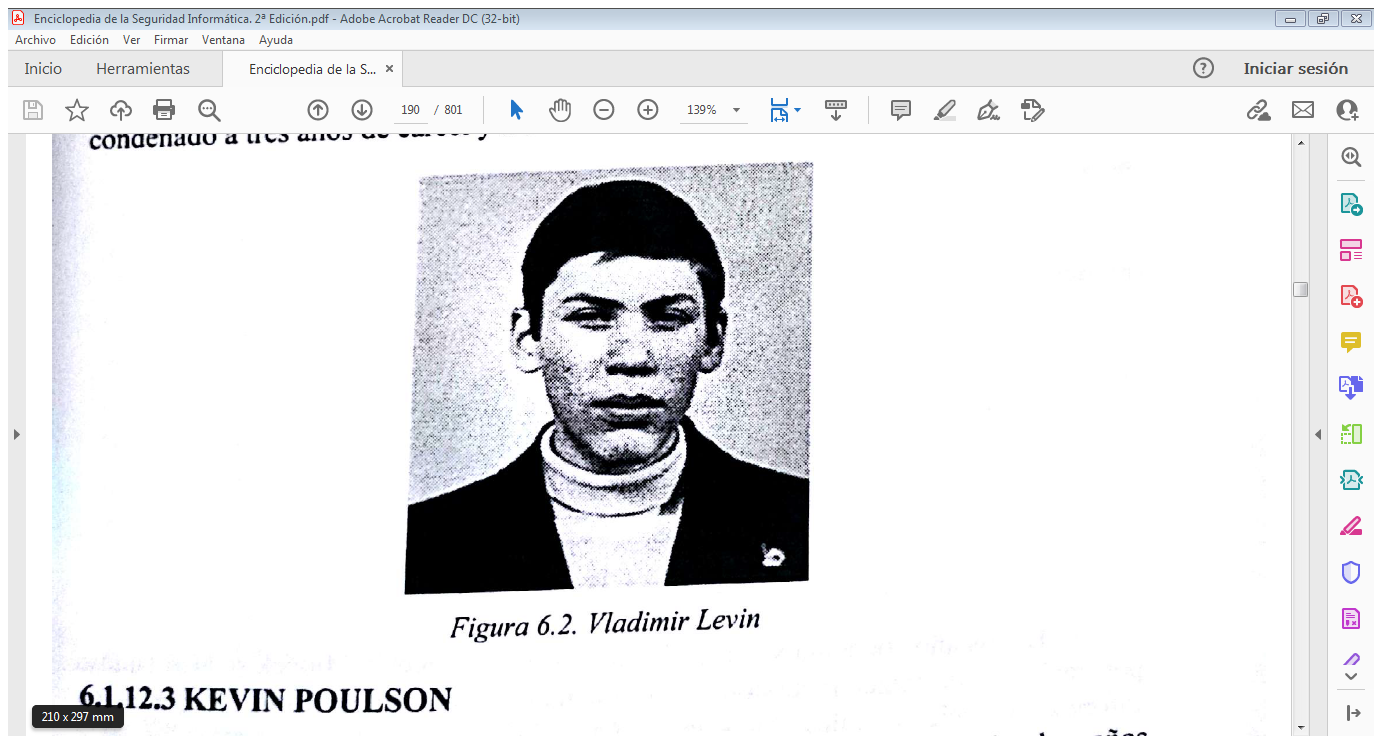 Enciclopedia de la Seguridad Informática. 2ª Edición.pdf - Adobe Acrobat Reader DC (32-bit)
Archivo Edición Ver Firmar Ventana Ayuda
Inicio Herramientas Enciclopedia de la S... × Iniciar sesión
190 / 801 139%
condenado a tres años de
Figura 6.2. Vladimir Levin
6.1.12.3 KEVIN POULSON
210 x 297 mm